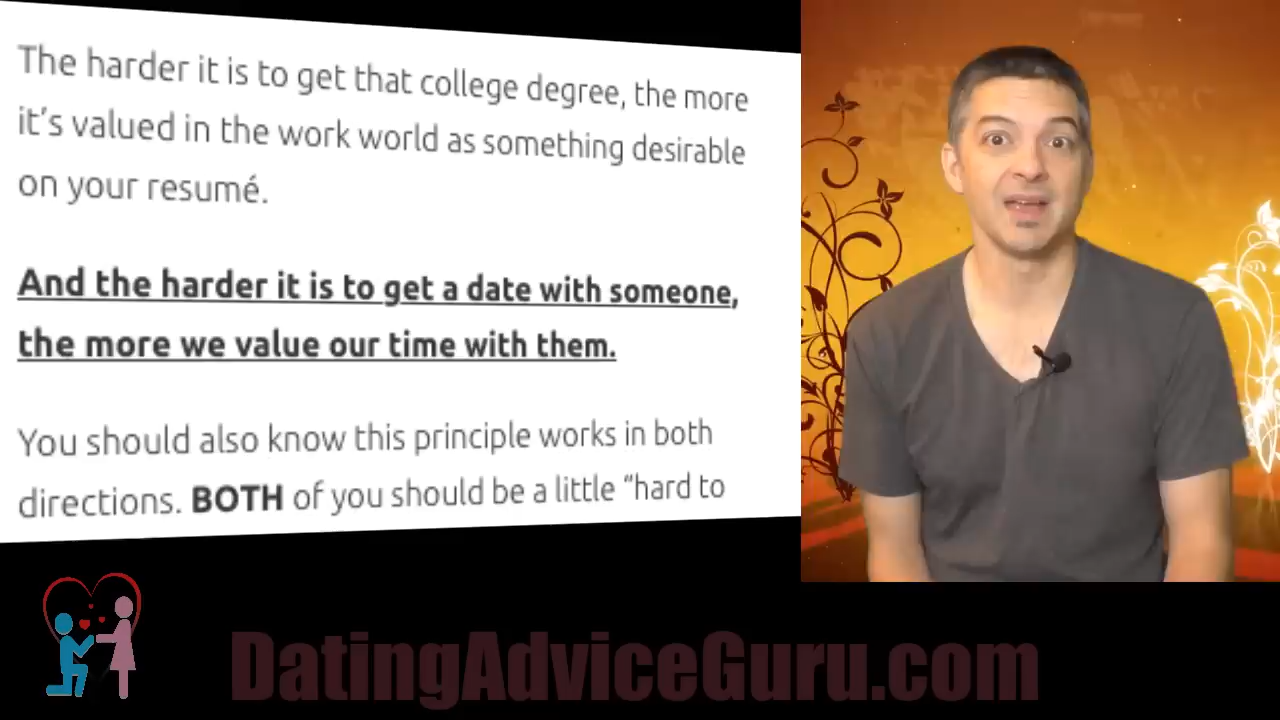 The harder it is to get that college degree, the more
it's valued in the work world as something desirable
on your resumé.
And the harder it is to get a date with someone,
the more we value our time with them.
You should also know this principle works in both
directions. BOTH of you should be a little “hard to
DatingAdviceGuru.com